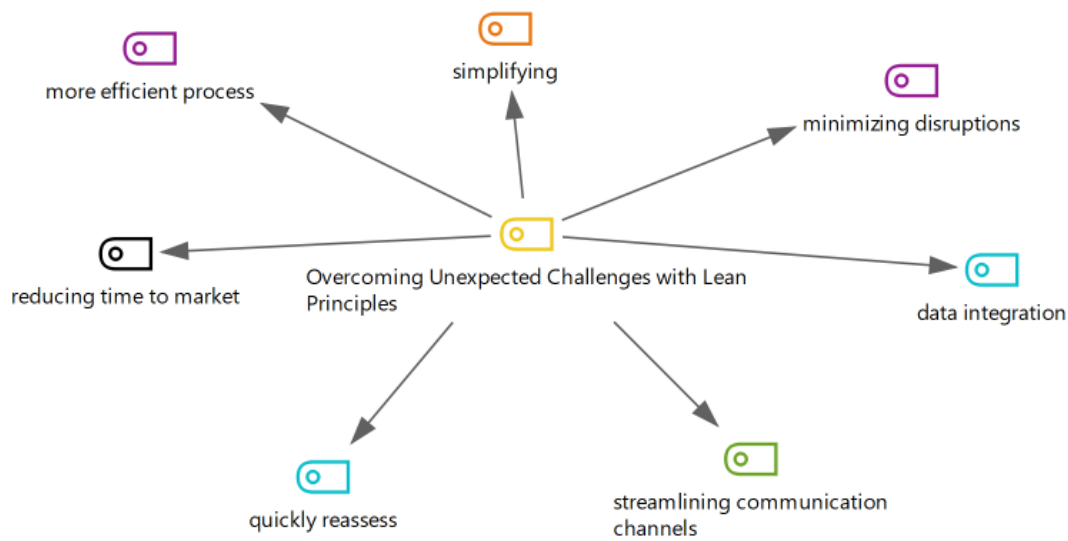 simplifying
more efficient process
minimizing disruptions
Overcoming Unexpected Challenges with Lean
Principles
reducing time to market
data integration
quickly reassess
streamlining communication
channels